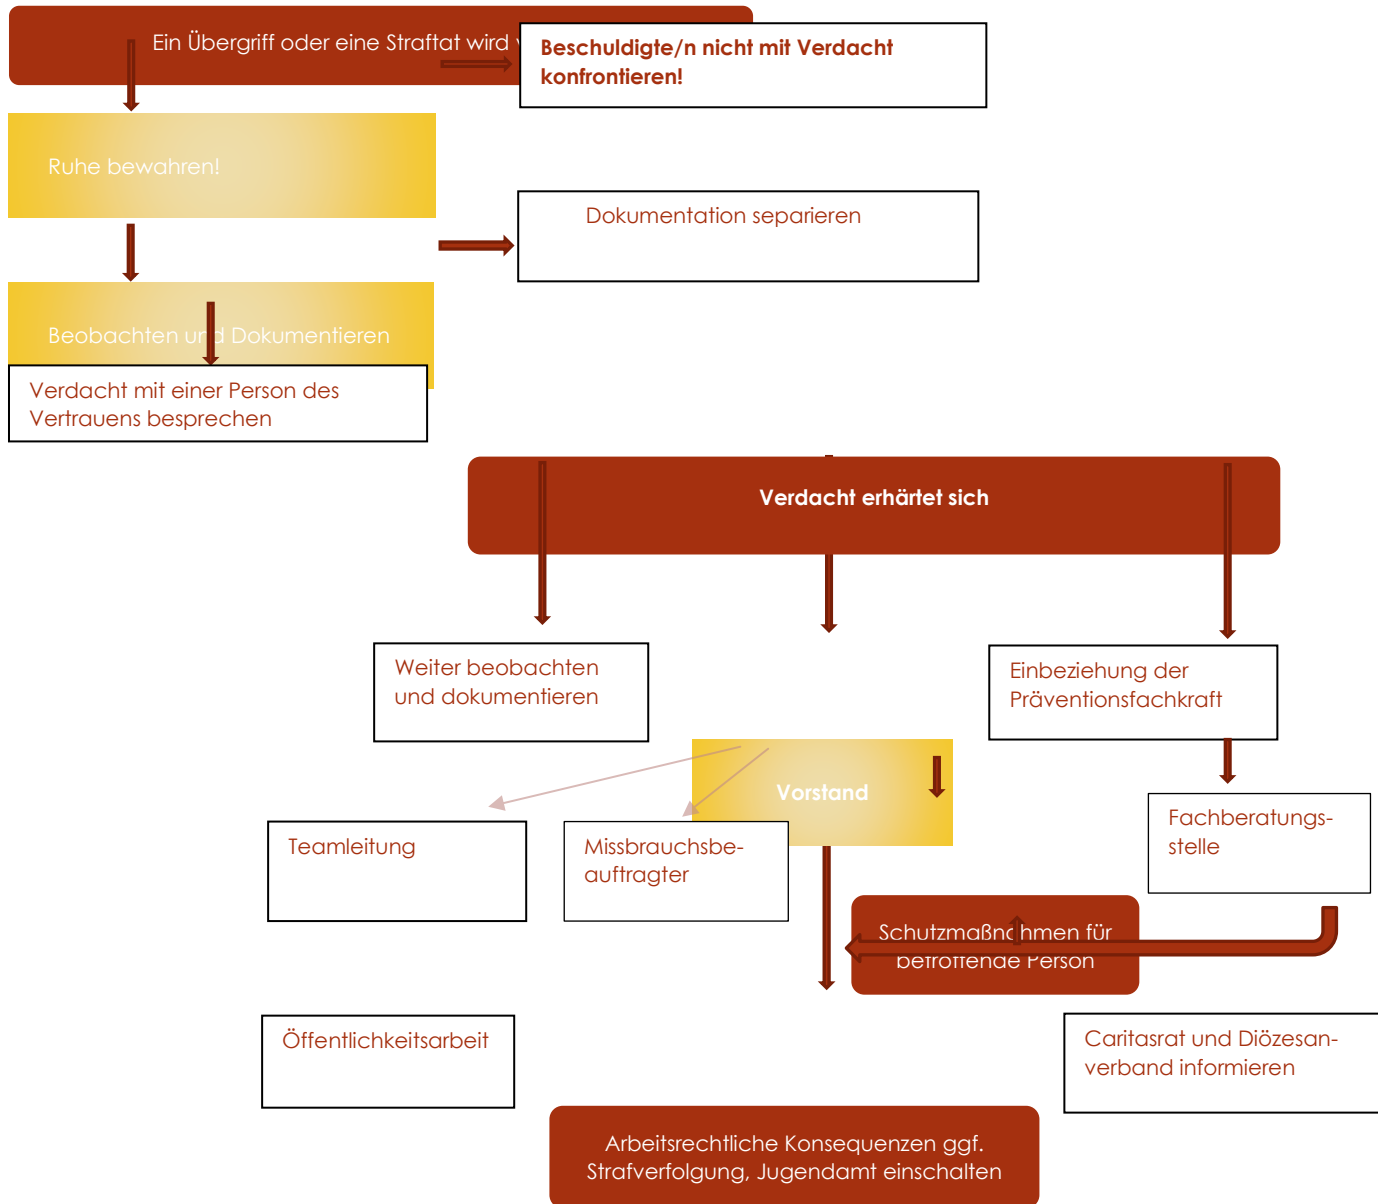 Ein Übergriff oder eine Straftat wird
Beschuldigte/n nicht mit Verdacht
konfrontieren!
Ruhe bewahren!
Dokumentation separieren
Beobachten und Dokumentieren
Verdacht mit einer Person des
Vertrauens besprechen
Verdacht erhärtet sich
Weiter beobachten
und dokumentieren
Einbeziehung der
Präventionsfachkraft
Vorstand
Teamleitung
Missbrauchsbe-
auftragter
Fachberatungs-
stelle
Schutzmaßnahmen für
betroffende Person
Öffentlichkeitsarbeit
Caritasrat und Diözesan-
verband informieren
Arbeitsrechtliche Konsequenzen ggf.
Strafverfolgung, Jugendamt einschalten